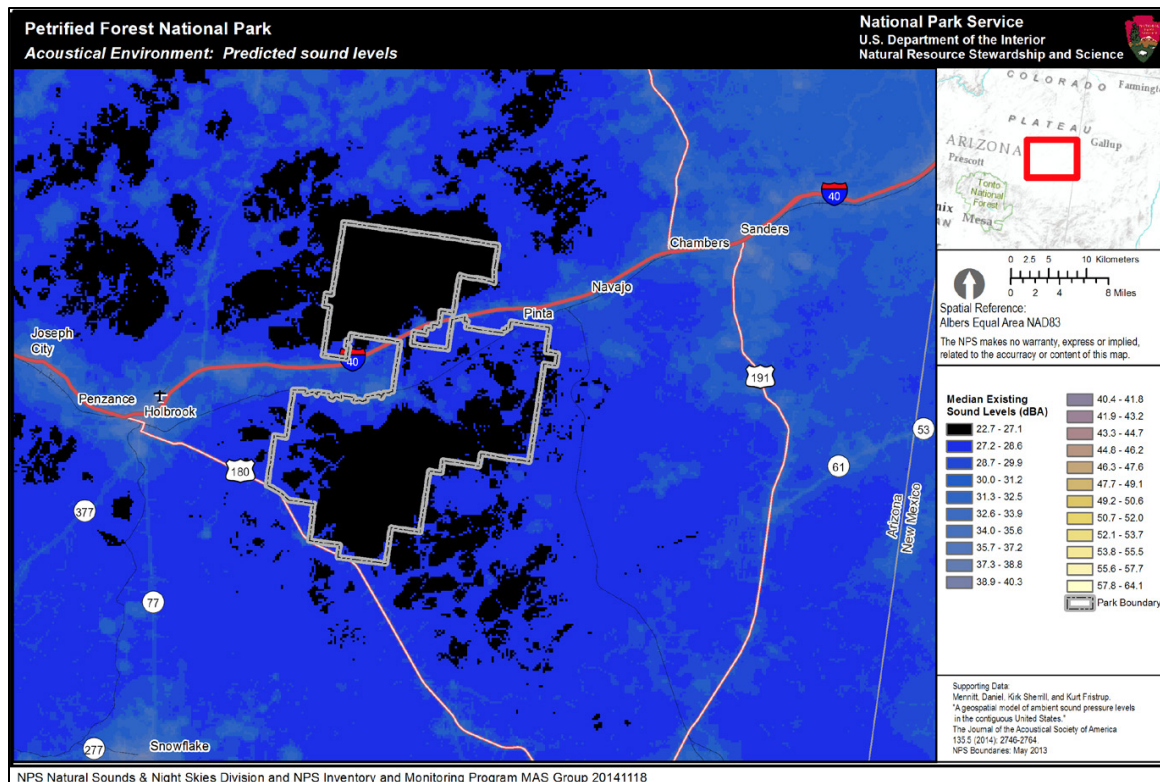 Petrified Forest National Park
Acoustical Environment: Predicted sound levels
National Park Service
U.S. Department of the Interior
Natural Resource Stewardship and Science
COLORADO
Farmingt
PLATEAU
ARIZONA
Gallup
Prescott
Tonto
National
Forest
nix
Mesa
AN
40
Sanders
Chambers
Navajo
Pinta
Joseph
City
40
Penzance
Holbrook
191
180
53
61
377
Arizona
New Mexico
77
277
Snowflake
0 2.5 5 10 Kilometers
0 2 4 8 Miles
Spatial Reference:
Albers Equal Area NAD83
The NPS makes no warranty, express or implied,
related to the accurracy or content of this map.
Median Existing
Sound Levels (dBA)
22.7 - 27.1
27.2 - 28.6
28.7 - 29.9
30.0 - 31.2
31.3 - 32.5
32.6 - 33.9
34.0 - 35.6
35.7 - 37.2
37.3 - 38.8
38.9 - 40.3
40.4 - 41.8
41.9 - 43.2
43.3 - 44.7
44.8 - 46.2
46.3 - 47.6
47.7 - 49.1
49.2 - 50.6
50.7 - 52.0
52.1 - 53.7
53.8 - 55.5
55.6 - 57.7
57.8 - 64.1
Park Boundary
Supporting Data:
Mennitt, Daniel, Kirk Sherrill, and Kurt Fristrup.
"A geospatial model of ambient sound pressure levels
in the contiguous United States."
The Journal of the Acoustical Society of America
135.5 (2014): 2746-2764.
NPS Boundaries: May 2013
NPS Natural Sounds & Night Skies Division and NPS Inventory and Monitoring Program MAS Group 20141118